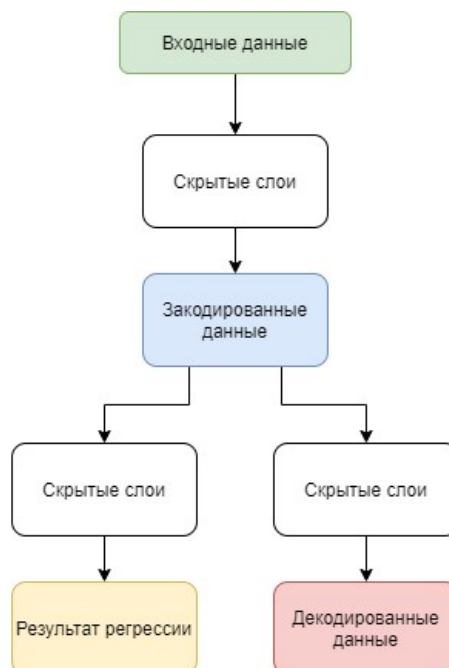 Входные данные
Скрытые слои
Закодированные
данные
Скрытые слои
Скрытые слои
Результат регрессии
Декодированные
данные